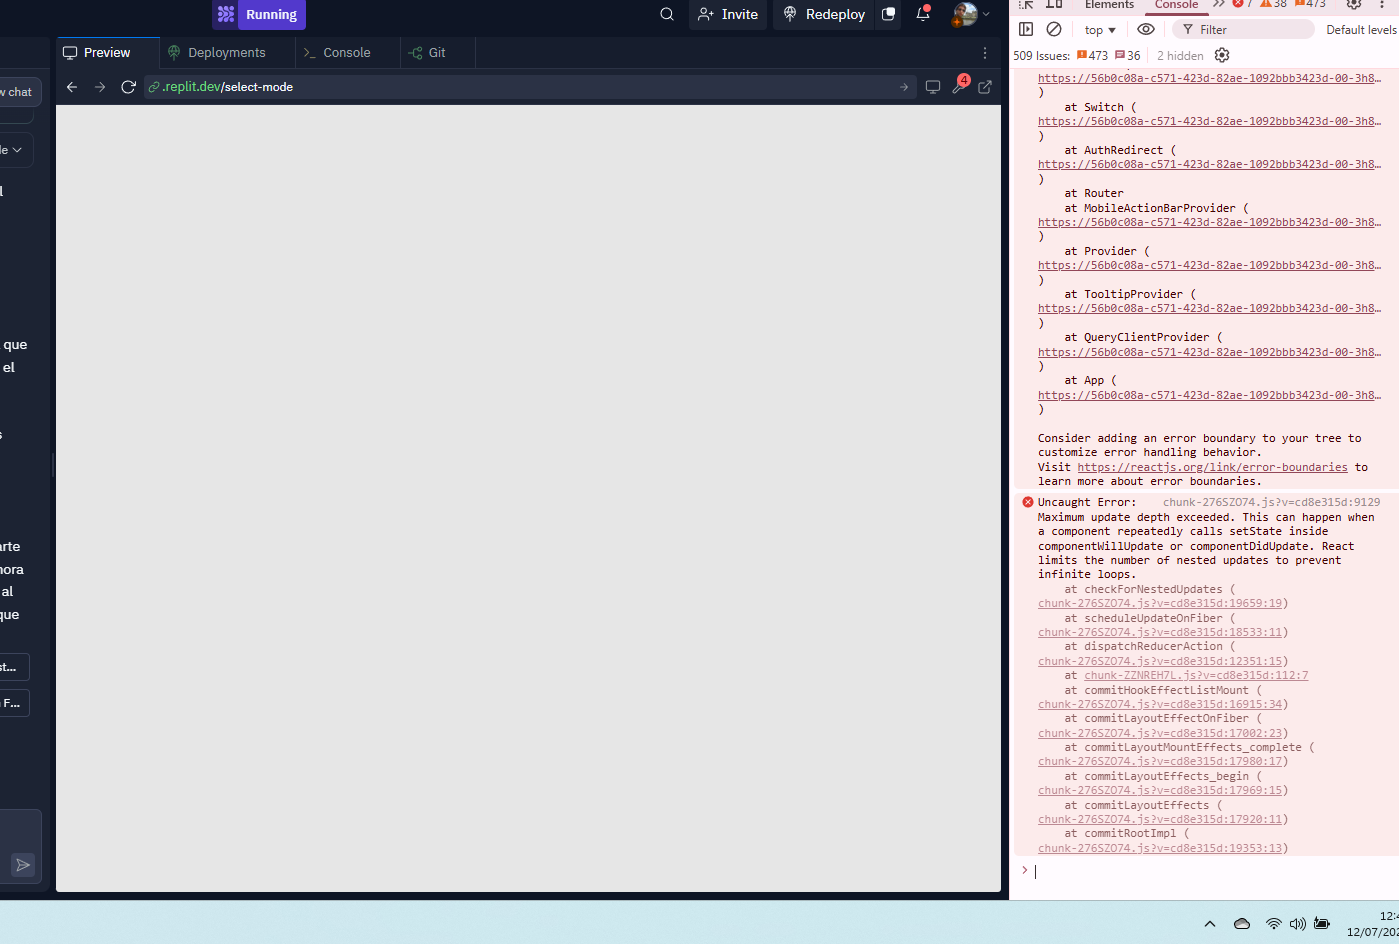 Running
Invite
Redeploy
Preview
Deployments
Console
Git
.replit.dev/select-mode
4
w chat
que
el
arte
al
que
st...
F...
Elements
Console
7
38
473
top
Filter
Default levels
509 Issues:
473
36
2 hidden
https://56b0c08a-c571-423d-82ae-1092bbb3423d-00-3h8…
)
at Switch (
https://56b0c08a-c571-423d-82ae-1092bbb3423d-00-3h8…
)
at AuthRedirect (
https://56b0c08a-c571-423d-82ae-1092bbb3423d-00-3h8…
)
at Router
at MobileActionBarProvider (
https://56b0c08a-c571-423d-82ae-1092bbb3423d-00-3h8…
)
at Provider (
https://56b0c08a-c571-423d-82ae-1092bbb3423d-00-3h8…
)
at TooltipProvider (
https://56b0c08a-c571-423d-82ae-1092bbb3423d-00-3h8…
)
at QueryClientProvider (
https://56b0c08a-c571-423d-82ae-1092bbb3423d-00-3h8…
)
at App (
https://56b0c08a-c571-423d-82ae-1092bbb3423d-00-3h8…
)
Consider adding an error boundary to your tree to
customize error handling behavior.
Visit https://reactjs.org/link/error-boundaries to
learn more about error boundaries.
Uncaught Error: chunk-276SZO74.js?v=cd8e315d:9129
Maximum update depth exceeded. This can happen when
a component repeatedly calls setState inside
componentWillUpdate or componentDidUpdate. React
limits the number of nested updates to prevent
infinite loops.
at checkForNestedUpdates (
chunk-276SZO74.js?v=cd8e315d:19659:19)
at scheduleUpdateOnFiber (
chunk-276SZO74.js?v=cd8e315d:18533:11)
at dispatchReducerAction (
chunk-276SZO74.js?v=cd8e315d:12351:15)
at chunk-ZZNREH7L.js?v=cd8e315d:112:7
at commitHookEffectListMount (
chunk-276SZO74.js?v=cd8e315d:16915:34)
at commitLayoutEffectOnFiber (
chunk-276SZO74.js?v=cd8e315d:17002:23)
at commitLayoutMountEffects_complete (
chunk-276SZO74.js?v=cd8e315d:17980:17)
at commitLayoutEffects_begin (
chunk-276SZO74.js?v=cd8e315d:17969:15)
at commitLayoutEffects (
chunk-276SZO74.js?v=cd8e315d:17920:11)
at commitRootImpl (
chunk-276SZO74.js?v=cd8e315d:19353:13)
12:4
12/07/202